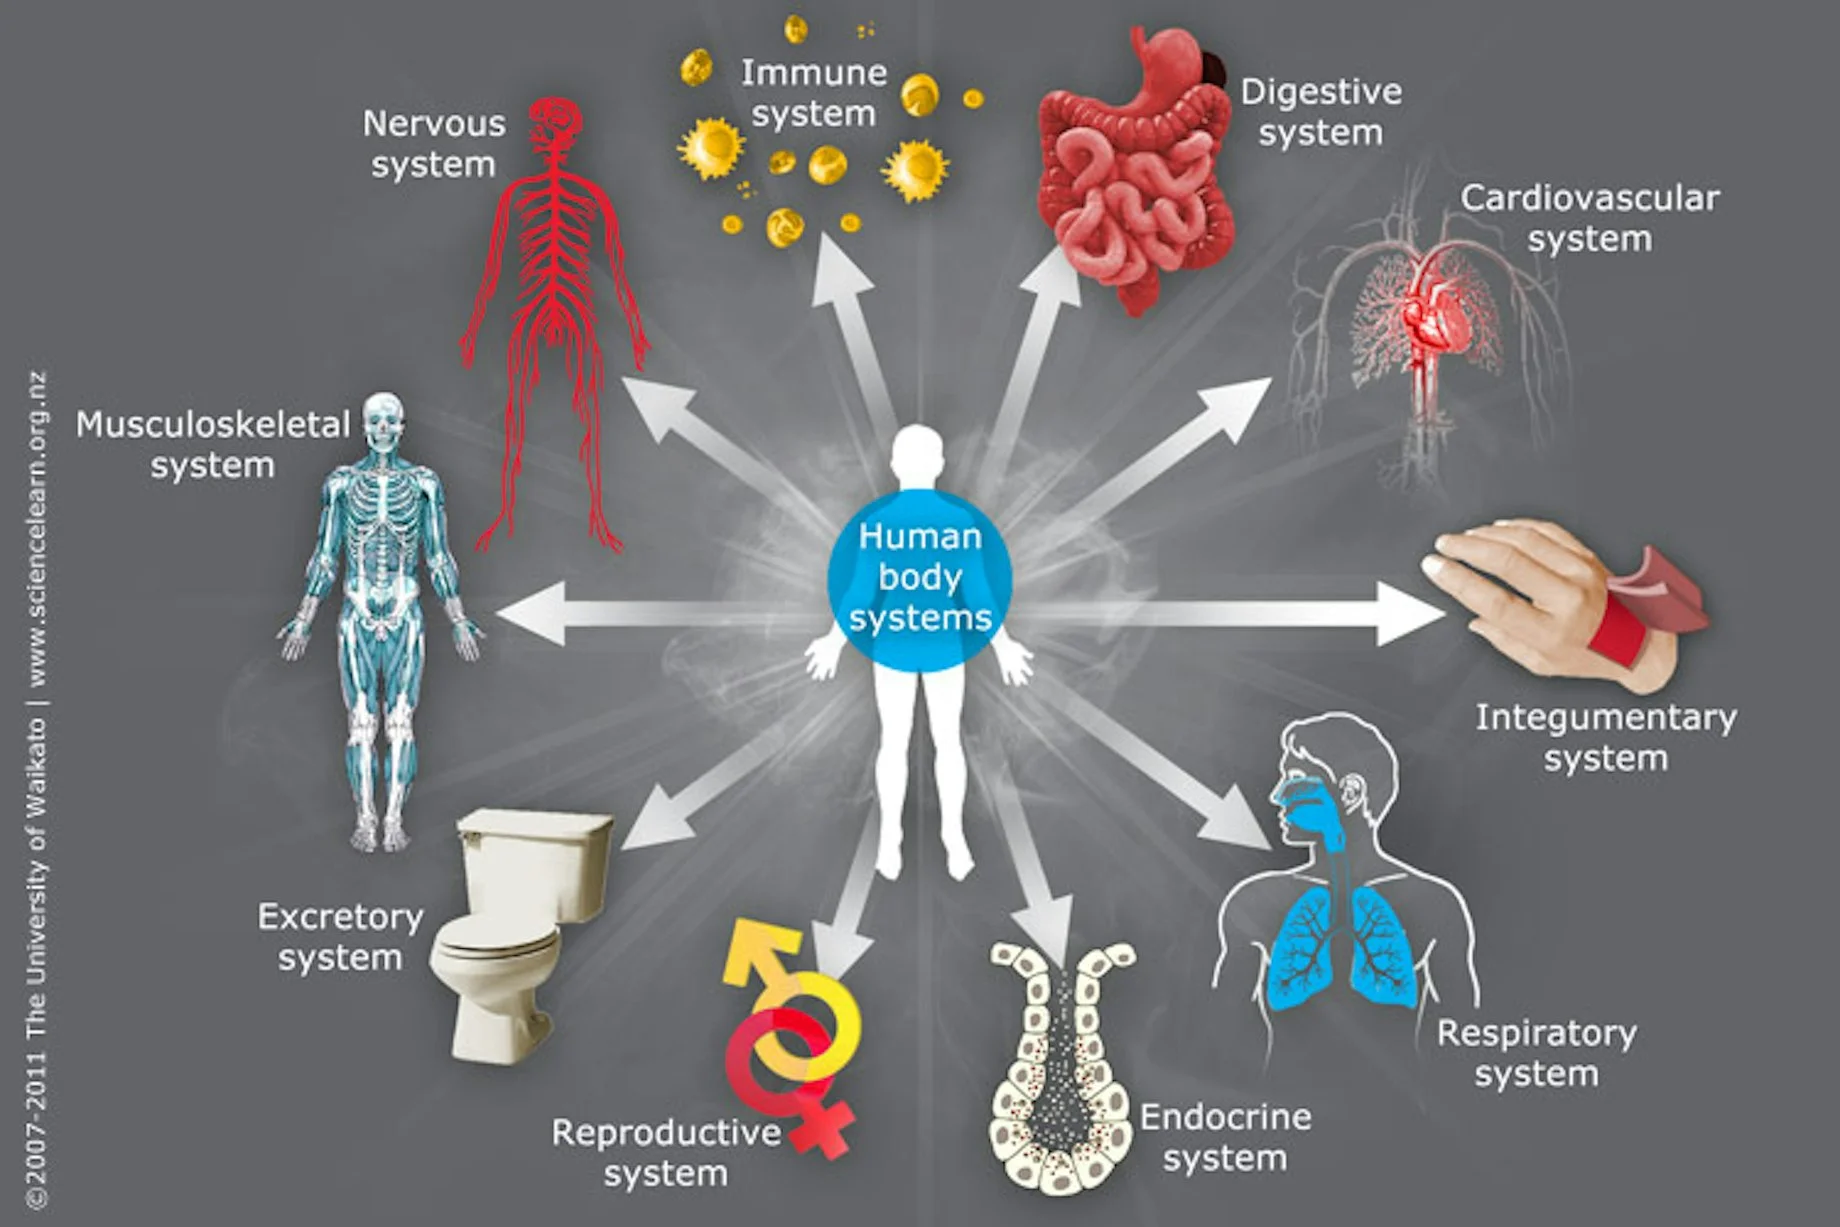 Immune
system
Digestive
system
Nervous
system
Cardiovascular
system
Musculoskeletal
system
Human
body
systems
Integumentary
system
Excretory
system
Respiratory
system
Reproductive
system
Endocrine
system
©2007-2011 The University of Waikato | www.sciencelearn.org.nz